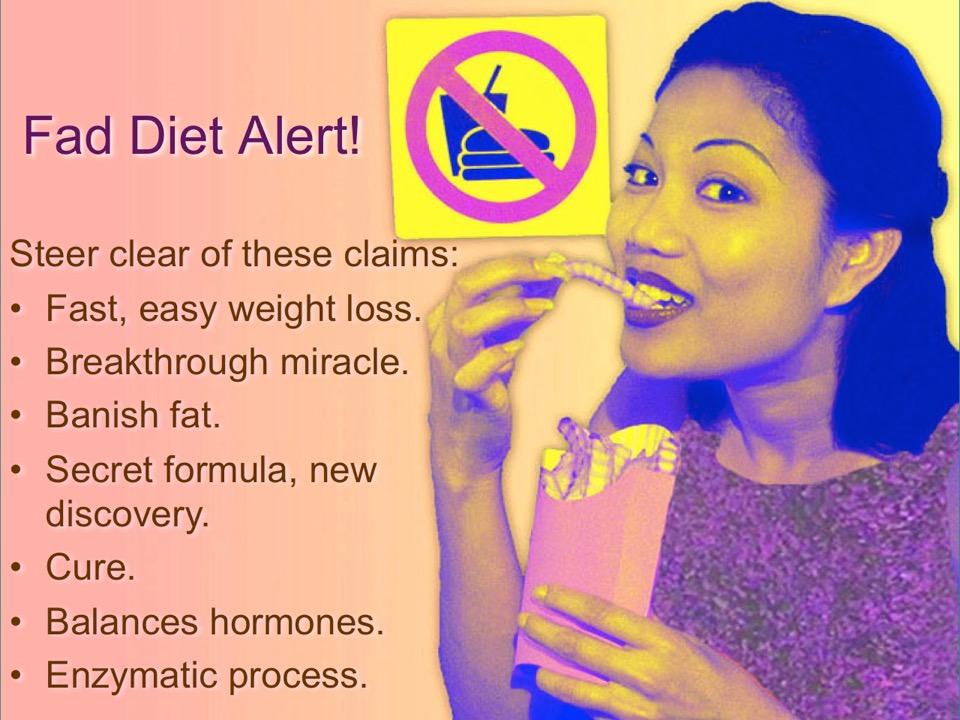 Fad Diet Alert!
Steer clear of these claims:
• Fast, easy weight loss.
• Breakthrough miracle.
• Banish fat.
• Secret formula, new
discovery.
• Cure.
• Balances hormones.
• Enzymatic process.